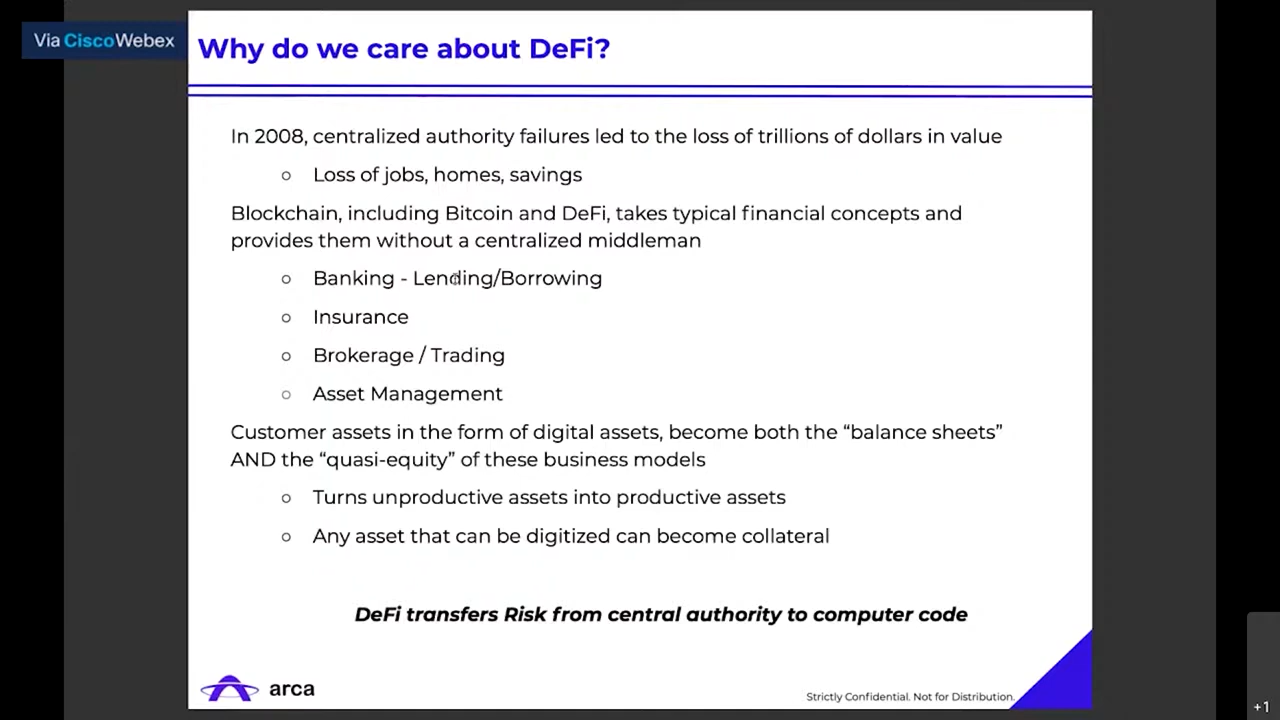 Via CiscoWebex
Why do we care about DeFi?
In 2008, centralized authority failures led to the loss of trillions of dollars in value
Loss of jobs, homes, savings
Blockchain, including Bitcoin and DeFi, takes typical financial concepts and
provides them without a centralized middleman
Banking - Lending/Borrowing
Insurance
Brokerage / Trading
Asset Management
Customer assets in the form of digital assets, become both the “balance sheets”
AND the “quasi-equity” of these business models
Turns unproductive assets into productive assets
Any asset that can be digitized can become collateral
DeFi transfers Risk from central authority to computer code
arca
Strictly Confidential. Not for Distribution.
+1